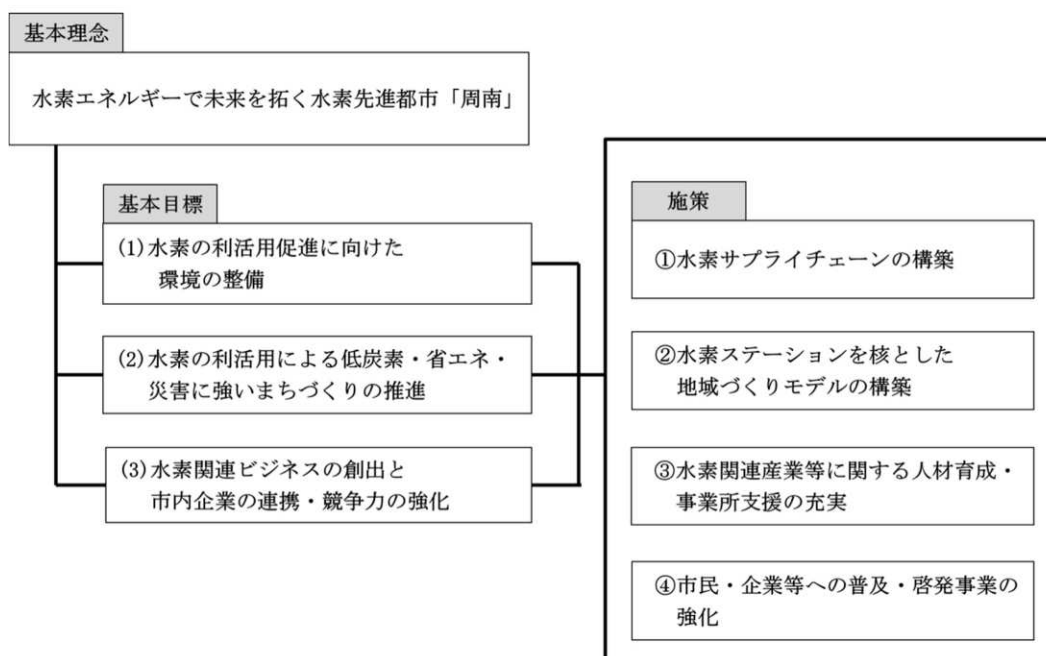 基本理念
水素エネルギーで未来を拓く水素先進都市「周南」
基本目標
(1)水素の利活用促進に向けた
環境の整備
(2)水素の利活用による低炭素・省エネ・
災害に強いまちづくりの推進
(3)水素関連ビジネスの創出と
市内企業の連携・競争力の強化
施策
①水素サプライチェーンの構築
②水素ステーションを核とした
地域づくりモデルの構築
③水素関連産業等に関する人材育成・
事業所支援の充実
④市民・企業等への普及・啓発事業の
強化